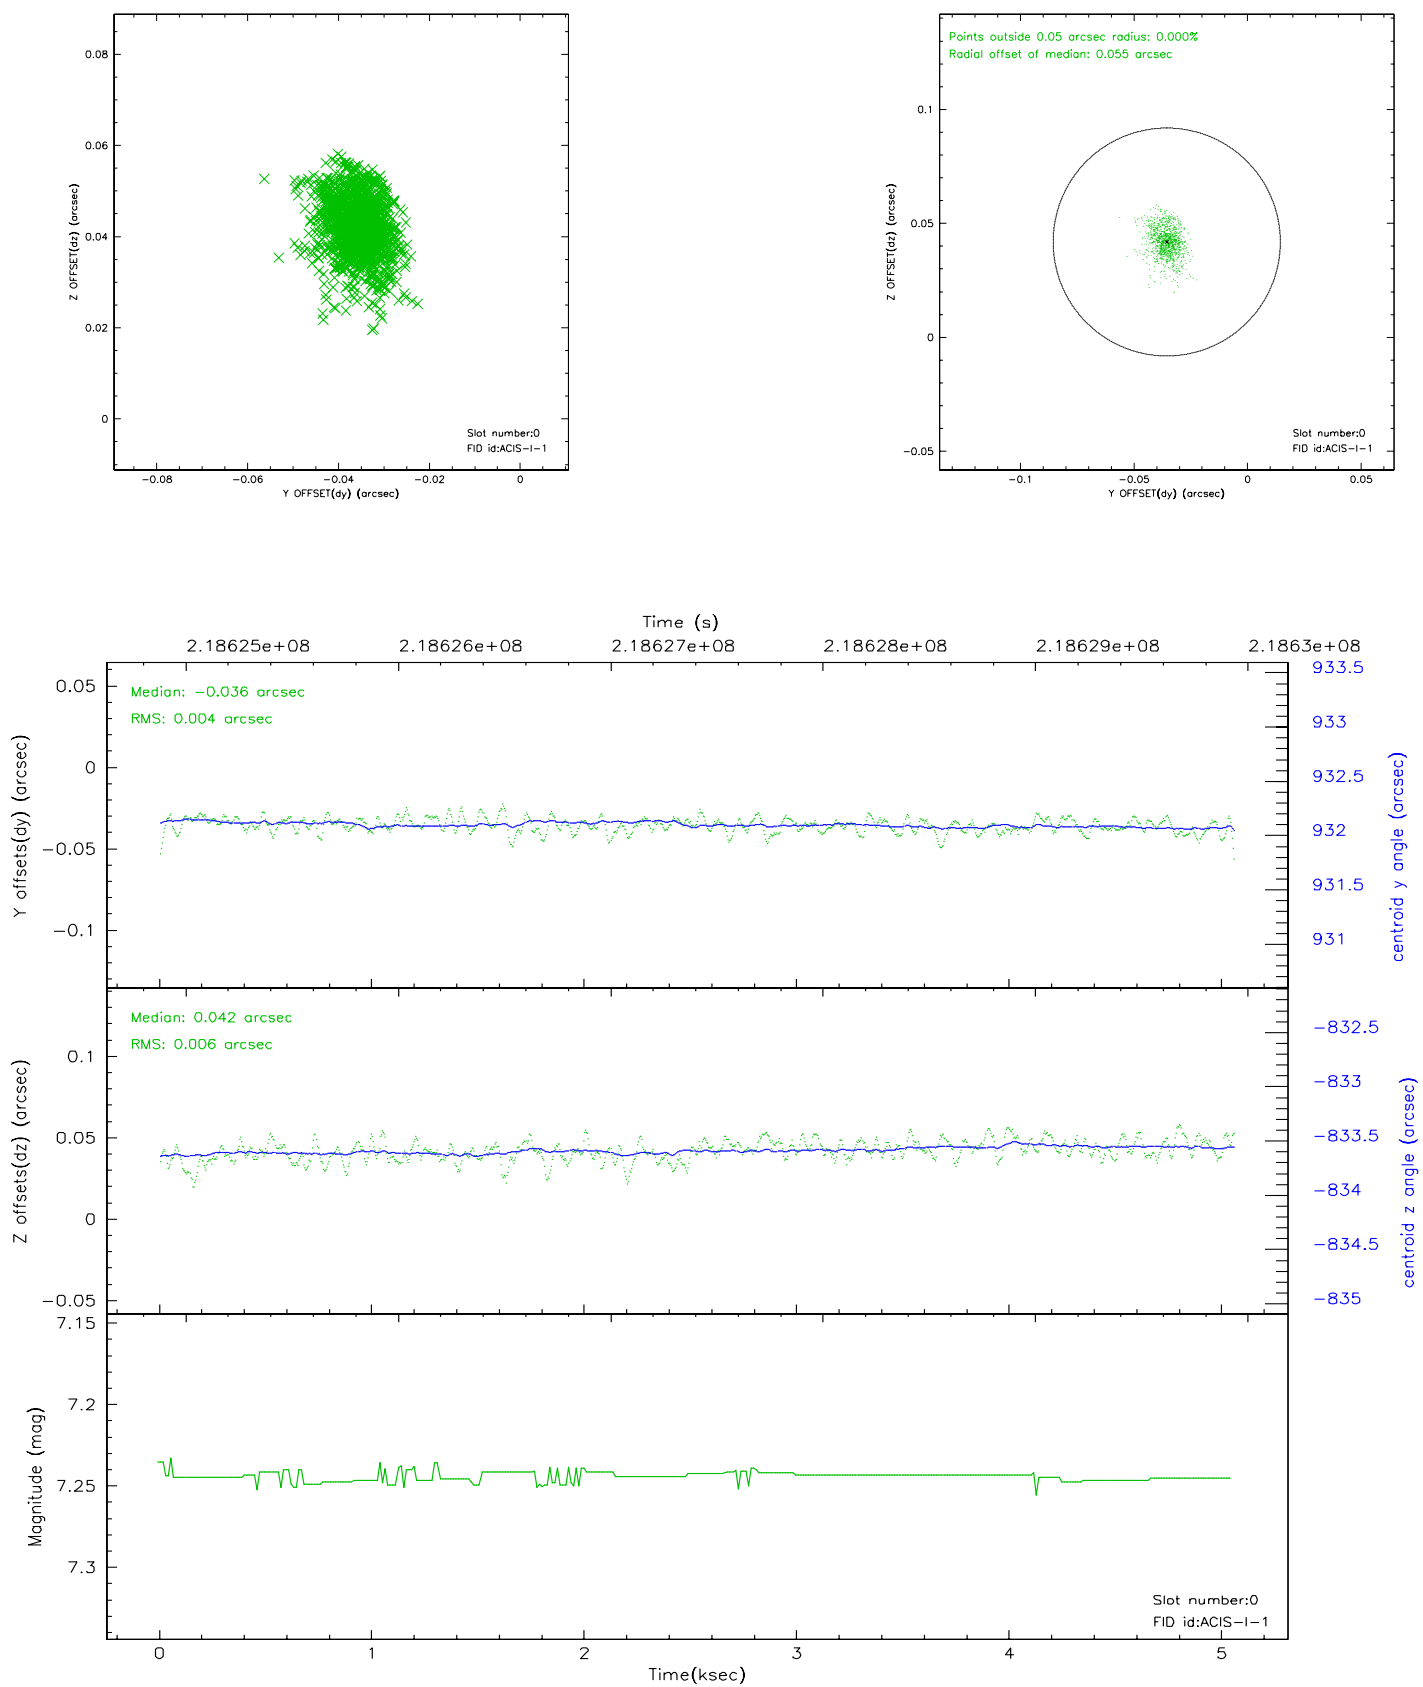 0.08
0.06
0.04
0.02
0
Z OFFSET(dz) (arcsec)
Slot number:0
FID id:ACIS-I-1
-0.08 -0.06 -0.04 -0.02 0
Y OFFSET(dy) (arcsec)
Points outside 0.05 arcsec radius: 0.000%
Radial offset of median: 0.055 arcsec
0.1
0.05
0
-0.05
Z OFFSET(dz) (arcsec)
Slot number:0
FID id:ACIS-I-1
-0.1 -0.05 0 0.05
Y OFFSET(dy) (arcsec)
Time (s)
2.18625e+08 2.18626e+08 2.18627e+08 2.18628e+08 2.18629e+08 2.1863e+08
Median: -0.036 arcsec
RMS: 0.004 arcsec
0.05
0
-0.05
-0.1
Y offsets(dy) (arcsec)
933.5
933
932.5
932
931.5
931
centroid y angle (arcsec)
Median: 0.042 arcsec
RMS: 0.006 arcsec
0.1
0.05
0
-0.05
Z offsets(dz) (arcsec)
-832.5
-833
-833.5
-834
-834.5
-835
centroid z angle (arcsec)
7.15
7.2
7.25
7.3
Magnitude (mag)
Slot number:0
FID id:ACIS-I-1
0 1 2 3 4 5
Time(ksec)